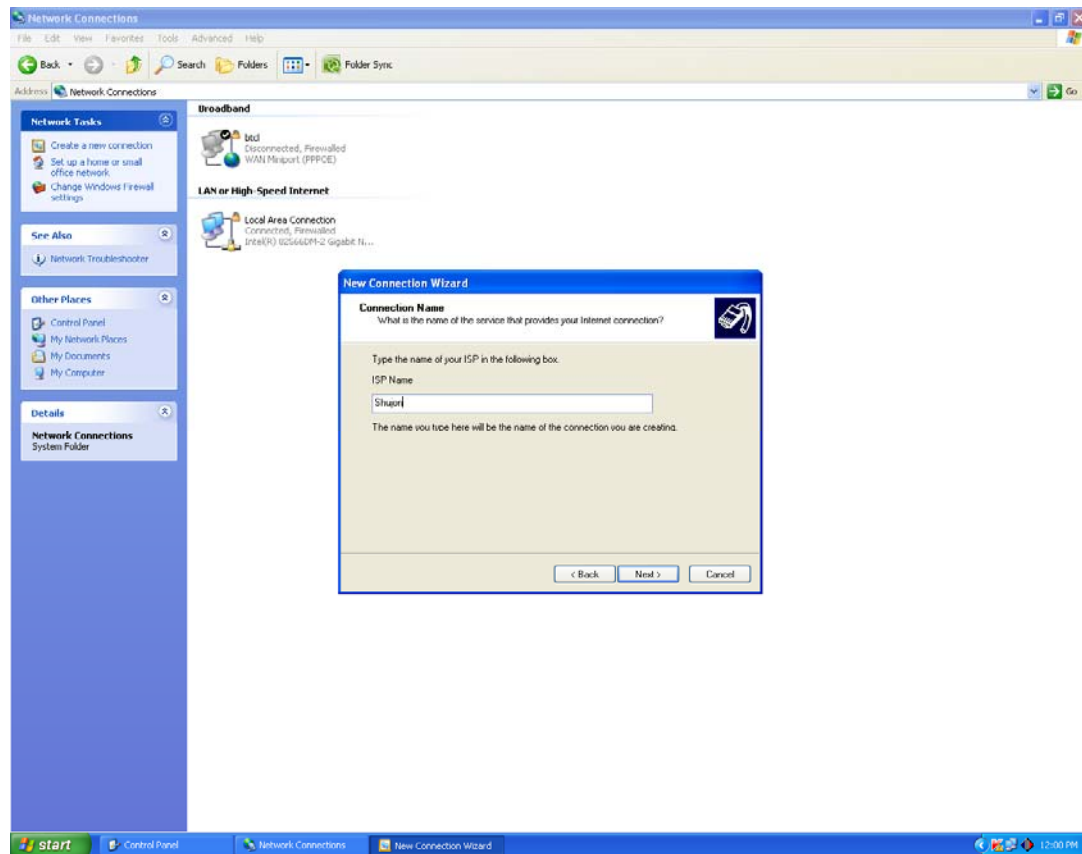 Network Connections
File Edit View Favorites Tools Advanced Help
Back Search Folders Folder Sync
Address Network Connections Go
Network Tasks
Create a new connection
Set up a home or small
office network
Change Windows Firewall
settings
See Also
Network Troubleshooter
Other Places
Control Panel
My Network Places
My Documents
My Computer
Details
Network Connections
System Folder
Broadband
btcl
Disconnected, Firewalled
WAN Miniport (PPPOE)
LAN or High-Speed Internet
Local Area Connection
Connected, Firewalled
Intel(R) 82566DM-2 Gigabit N...
New Connection Wizard
Connection Name
What is the name of the service that provides your Internet connection?
Type the name of your ISP in the following box.
ISP Name
Shujon
The name you type here will be the name of the connection you are creating.
< Back Next > Cancel
start Control Panel Network Connections New Connection Wizard 12:00 PM